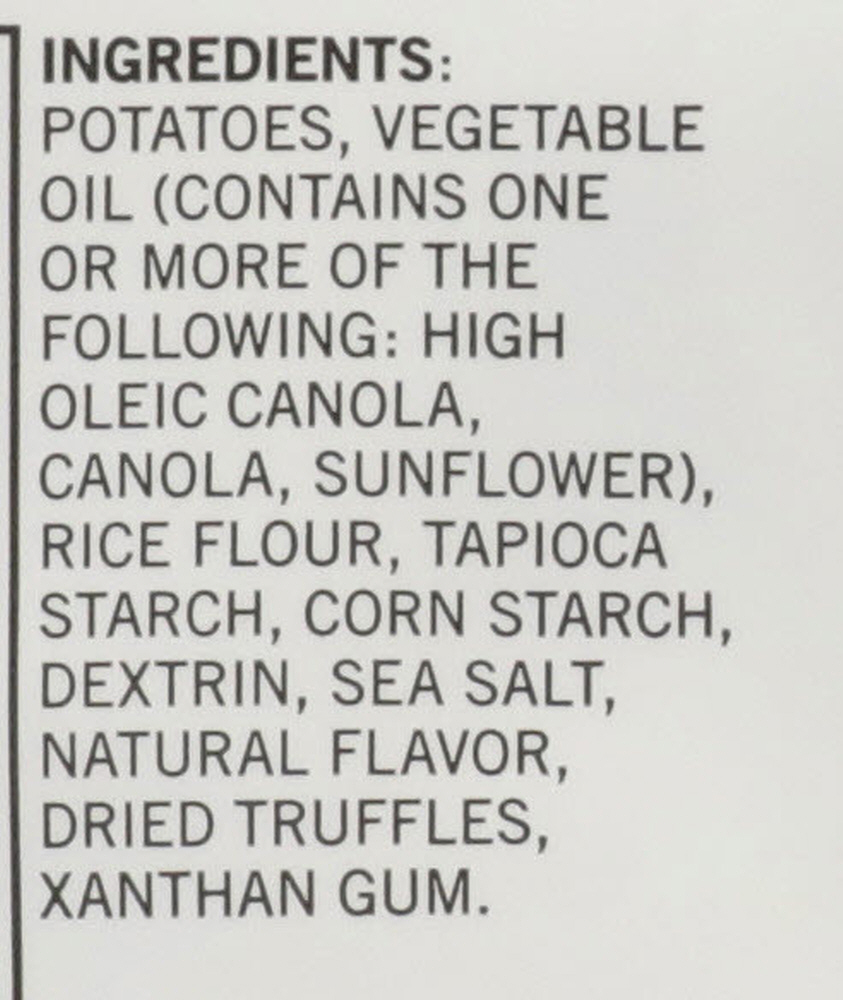 INGREDIENTS:
POTATOES, VEGETABLE
OIL (CONTAINS ONE
OR MORE OF THE
FOLLOWING: HIGH
OLEIC CANOLA,
CANOLA, SUNFLOWER),
RICE FLOUR, TAPIOCA
STARCH, CORN STARCH,
DEXTRIN, SEA SALT,
NATURAL FLAVOR,
DRIED TRUFFLES,
XANTHAN GUM.